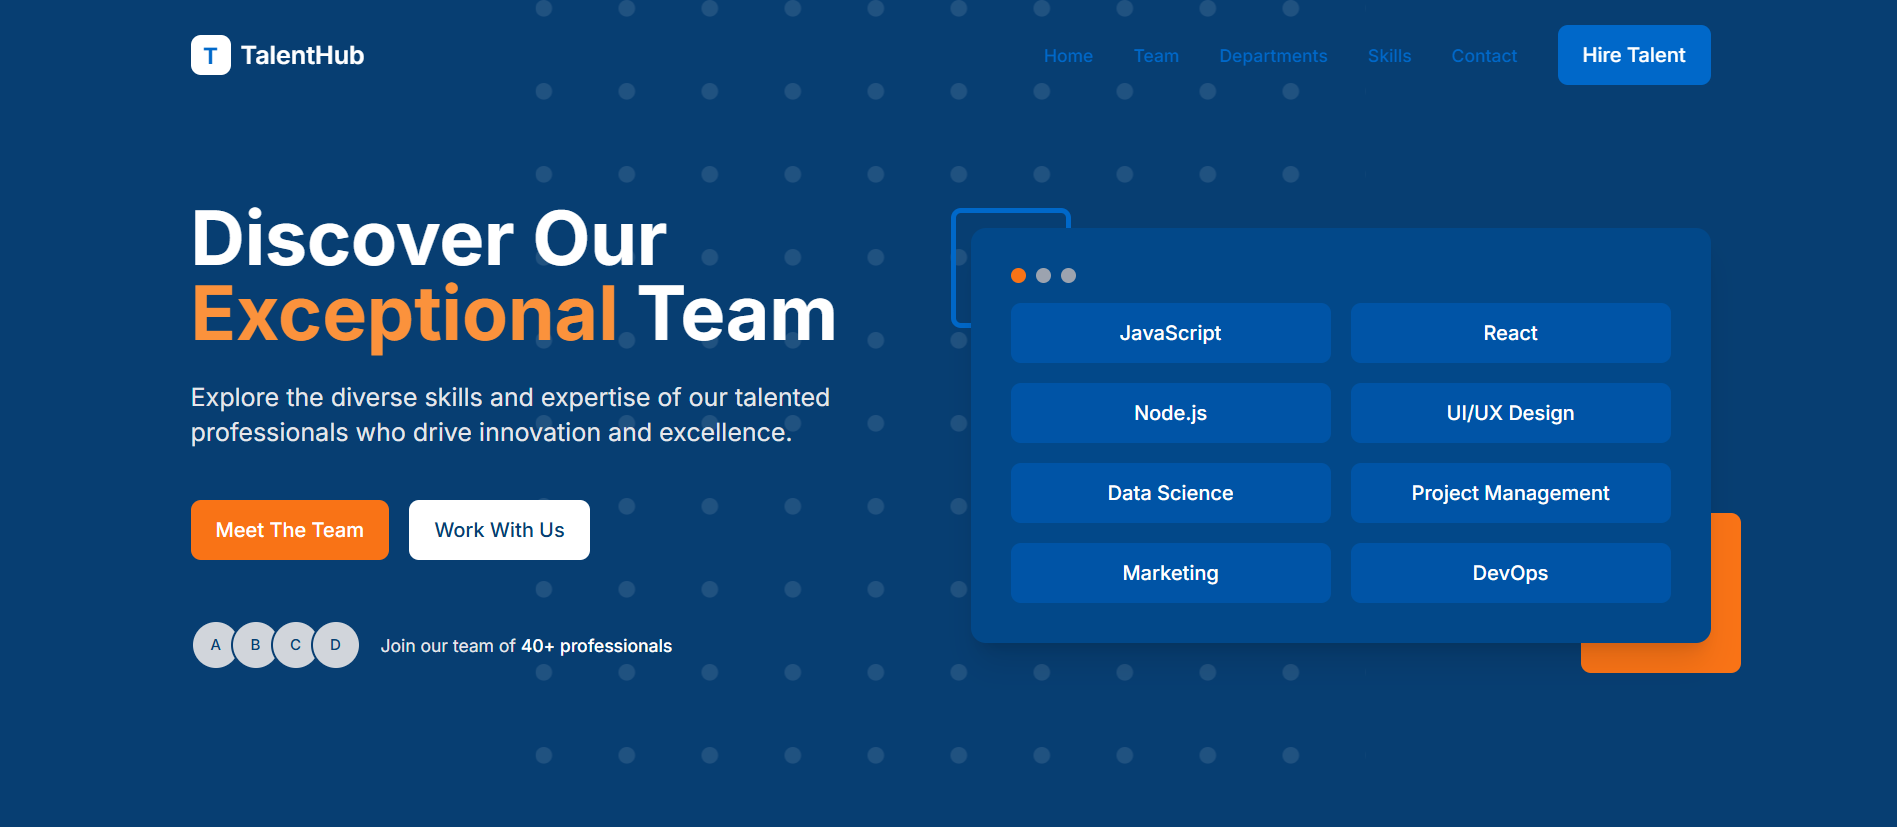 T TalentHub
Home Team Departments Skills Contact Hire Talent
Discover Our
Exceptional Team
Explore the diverse skills and expertise of our talented
professionals who drive innovation and excellence.
Meet The Team Work With Us
A B C D Join our team of 40+ professionals
JavaScript React
Node.js UI/UX Design
Data Science Project Management
Marketing DevOps